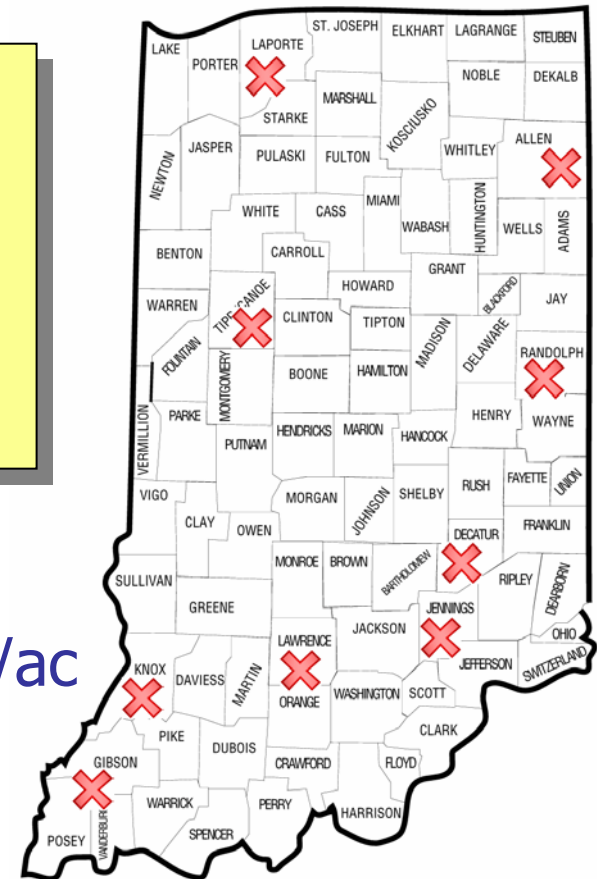 LAKE
PORTER
LAPORTE
ST. JOSEPH
ELKHART
LAGRANGE
STEUBEN
NOBLE
DEKALB
STARKE
MARSHALL
KOSCIUSKO
WHITLEY
ALLEN
NEWTON
JASPER
PULASKI
FULTON
WHITE
CASS
MIAMI
WABASH
HUNTINGTON
WELLS
ADAMS
BENTON
CARROLL
HOWARD
GRANT
BLACKFORD
JAY
WARREN
TIPPECANOE
CLINTON
TIPTON
MADISON
DELAWARE
RANDOLPH
FOUNTAIN
MONTGOMERY
BOONE
HAMILTON
HENRY
WAYNE
VERMILLION
PARKE
PUTNAM
HENDRICKS
MARION
HANCOCK
VIGO
CLAY
OWEN
MORGAN
JOHNSON
SHELBY
RUSH
FAYETTE
UNION
FRANKLIN
DECATUR
SULLIVAN
GREENE
MONROE
BROWN
BARTHOLOMEW
RIPLEY
DEARBORN
JENNINGS
OHIO
SWITZERLAND
JEFFERSON
JACKSON
LAWRENCE
/ac
KNOX
DAVIESS
MARTIN
ORANGE
WASHINGTON
SCOTT
CLARK
PIKE
DUBOIS
GIBSON
CRAWFORD
FLOYD
HARRISON
WARRICK
PERRY
SPENCER
POSEY
VANDERBUR